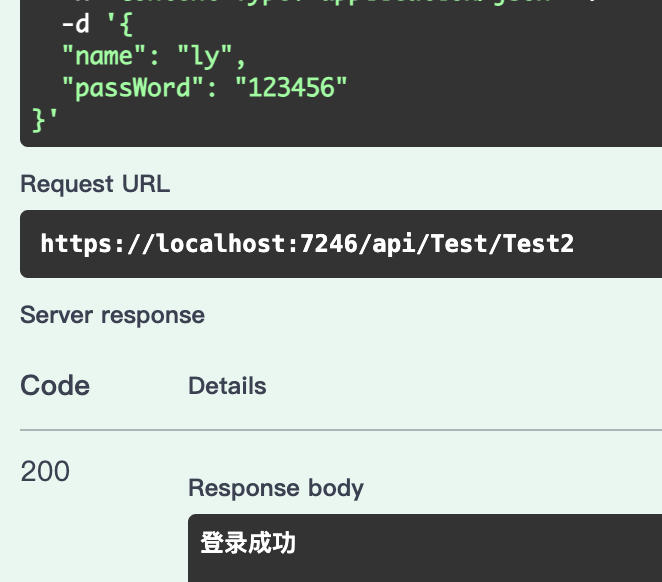 -d '{
"name": "ly",
"passWord": "123456"
}'
Request URL
https://localhost:7246/api/Test/Test2
Server response
Code Details
200
Response body
登录成功